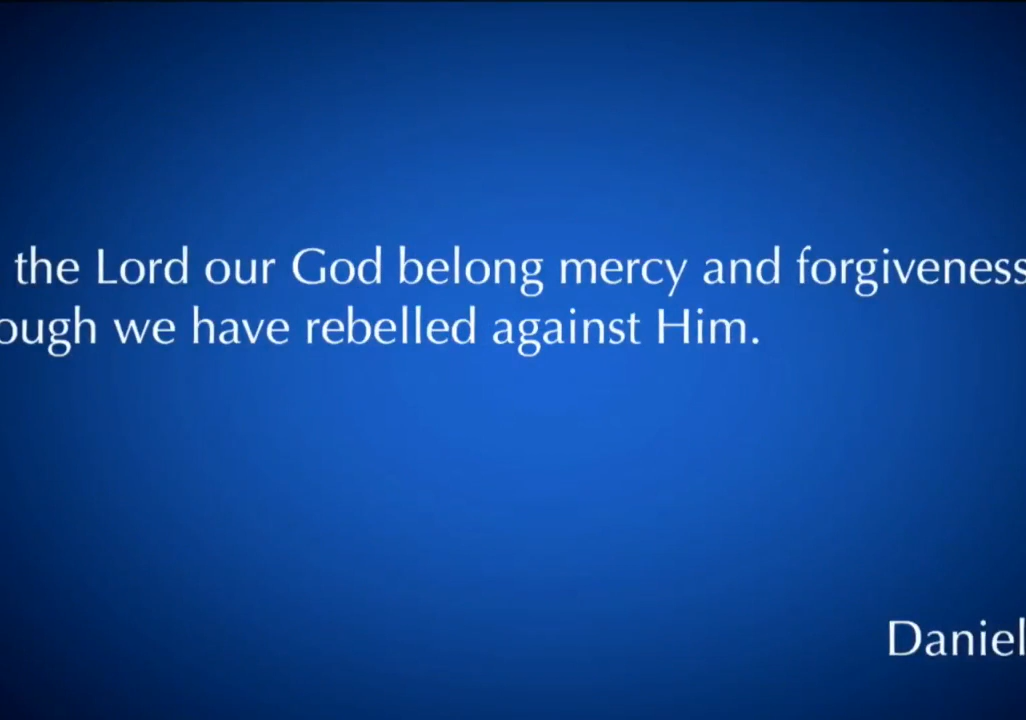 the Lord our God belong mercy and forgiveness
ough we have rebelled against Him.
Daniel